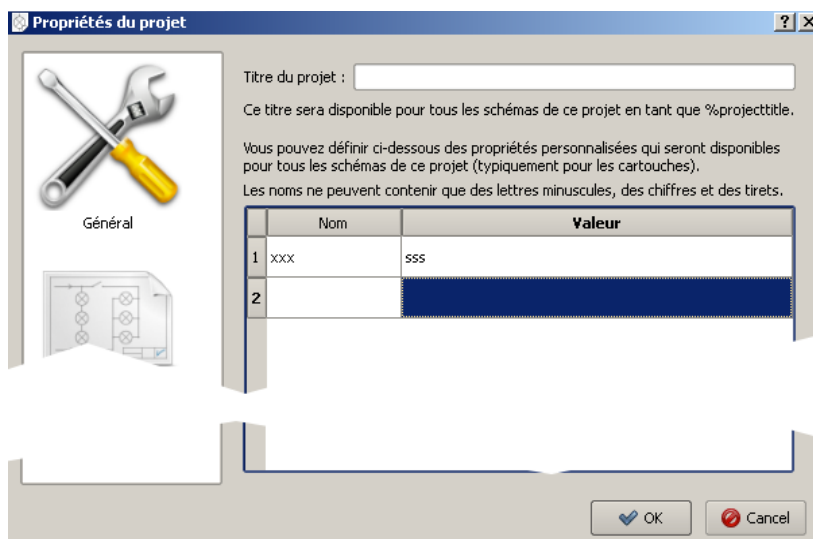 Propriétés du projet
Titre du projet :
Ce titre sera disponible pour tous les schémas de ce projet en tant que %projecttitle.
Vous pouvez définir ci-dessous des propriétés personnalisées qui seront disponibles
pour tous les schémas de ce projet (typiquement pour les cartouches).
Les noms ne peuvent contenir que des lettres minuscules, des chiffres et des tirets.
Général
Nom Valeur
1 xxx sss
2
OK Cancel